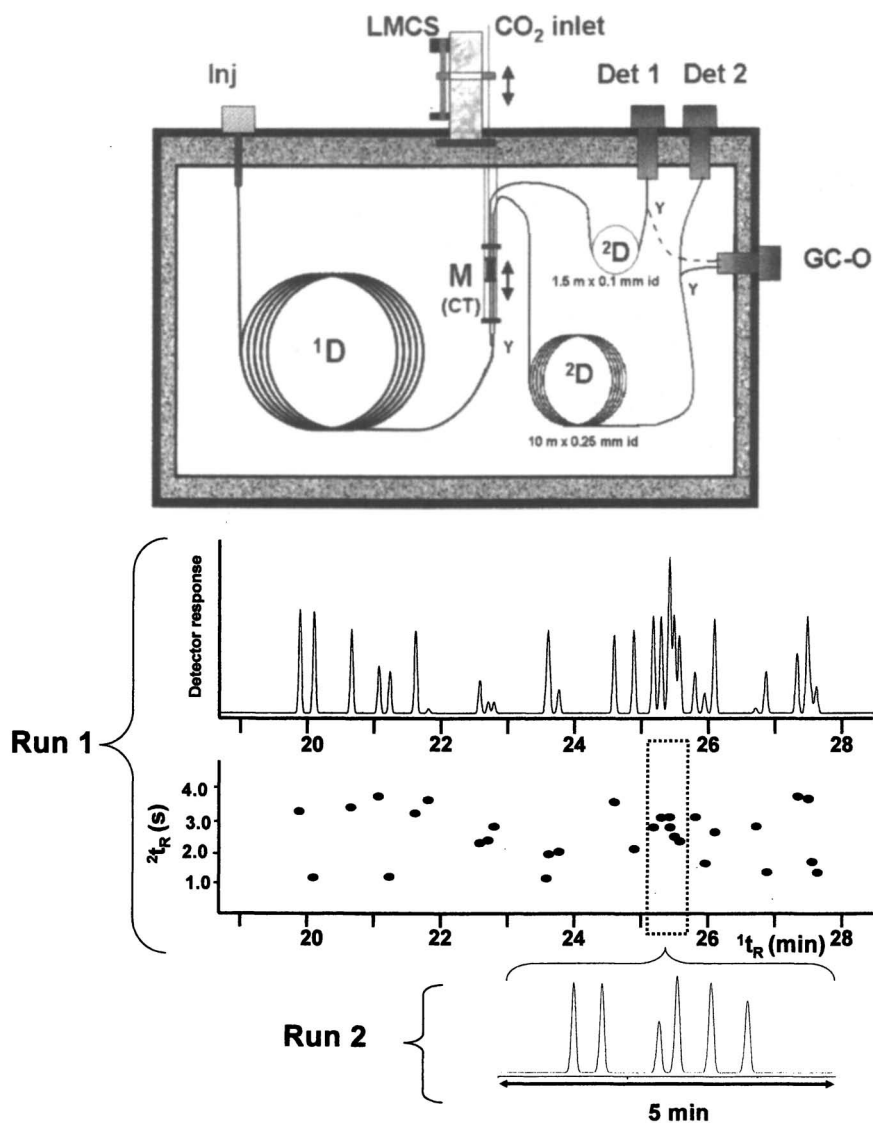 LMCS CO₂ inlet
Inj
Det 1 Det 2
Y
²D
1.5 m x 0.1 mm id
GC-O
M
(CT)
Y
¹D
Y
²D
10 m x 0.25 mm id
Detector response
20 22 24 26 28
Run 1
4.0
3.0
2.0
1.0
²tR (s)
20 22 24 26 28
¹tR (min)
Run 2
5 min